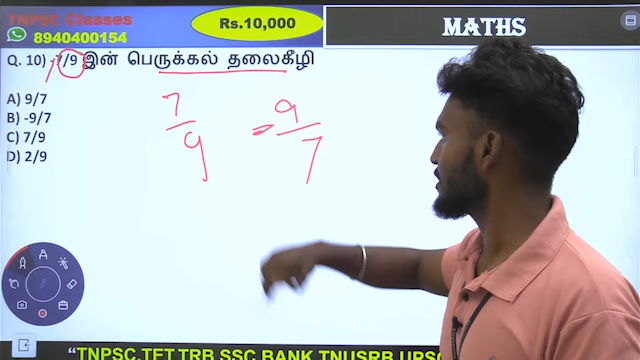 TNPSC Classes
8940400154
Rs.10,000
MATHS
Q. 10) -7/9 இன் பெருக்கல் தலைகீழி
A) 9/7
B) -9/7
C) 7/9
D) 2/9
7/9 = 9/7
"TNPSC,TET,TRB,SSC,BANK,TNUSRB,UPSC